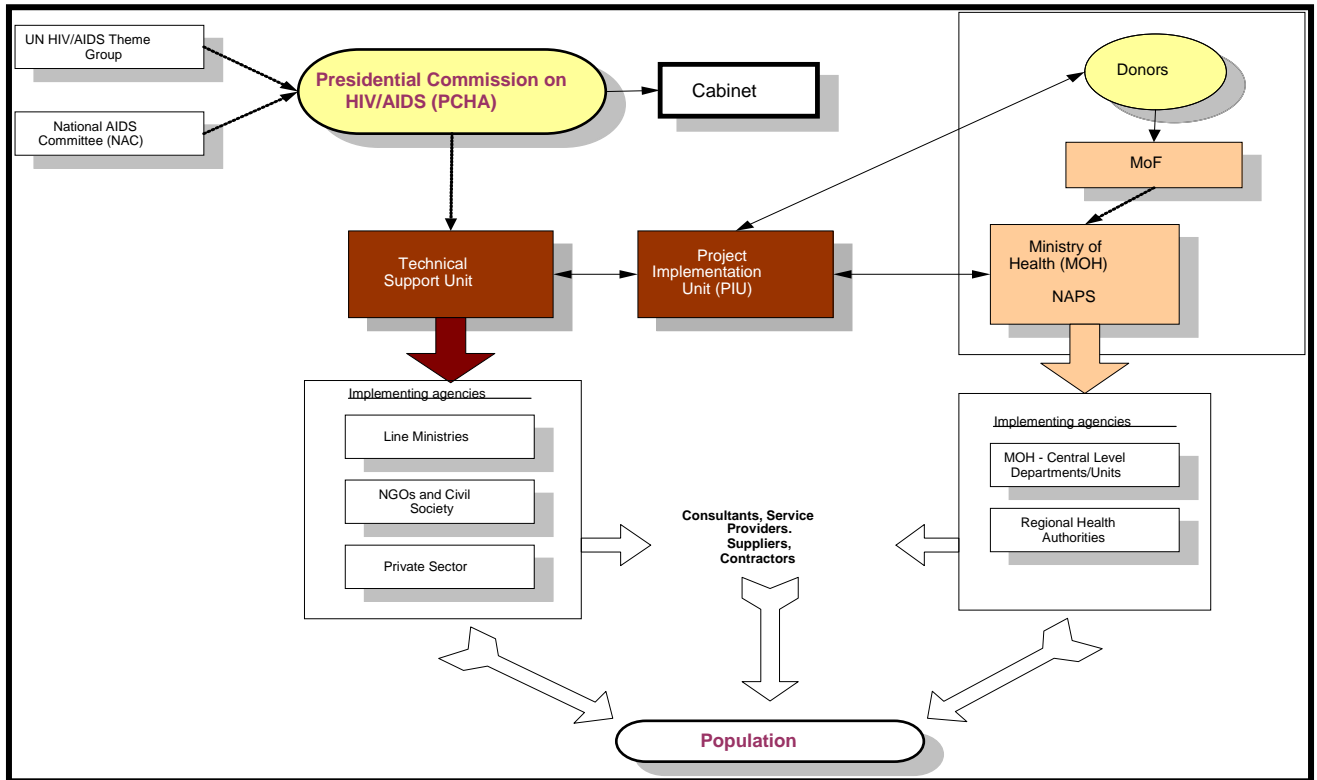 UN HIV/AIDS Theme
Group
National AIDS
Committee (NAC)
Presidential Commission on
HIV/AIDS (PCHA)
Cabinet
Donors
MoF
Technical
Support Unit
Project
Implementation
Unit (PIU)
Ministry of
Health (MOH)
NAPS
Implementing agencies
Line Ministries
NGOs and Civil
Society
Private Sector
Consultants, Service
Providers.
Suppliers,
Contractors
Implementing agencies
MOH - Central Level
Departments/Units
Regional Health
Authorities
Population